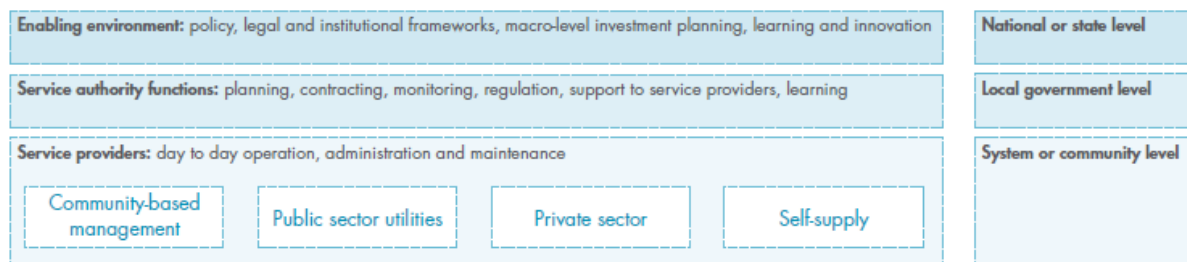 Enabling environment: policy, legal and institutional frameworks, macro-level investment planning, learning and innovation
National or state level
Service authority functions: planning, contracting, monitoring, regulation, support to service providers, learning
Local government level
Service providers: day to day operation, administration and maintenance
System or community level
Community-based
management
Public sector utilities
Private sector
Self-supply